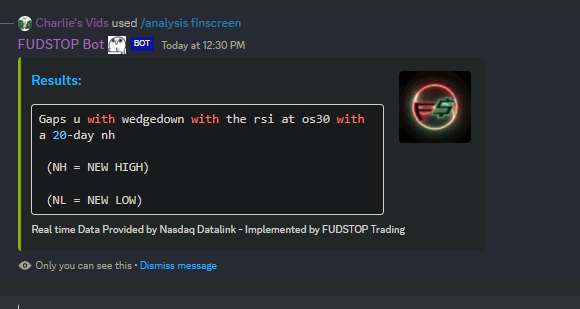 Charlie's Vids used /analysis finscreen
FUDSTOP Bot BOT Today at 12:30 PM
Results:
Gaps u with wedgedown with the rsi at os30 with
a 20-day nh
(NH = NEW HIGH)
(NL = NEW LOW)
Real time Data Provided by Nasdaq Datalink - Implemented by FUDSTOP Trading
Only you can see this • Dismiss message